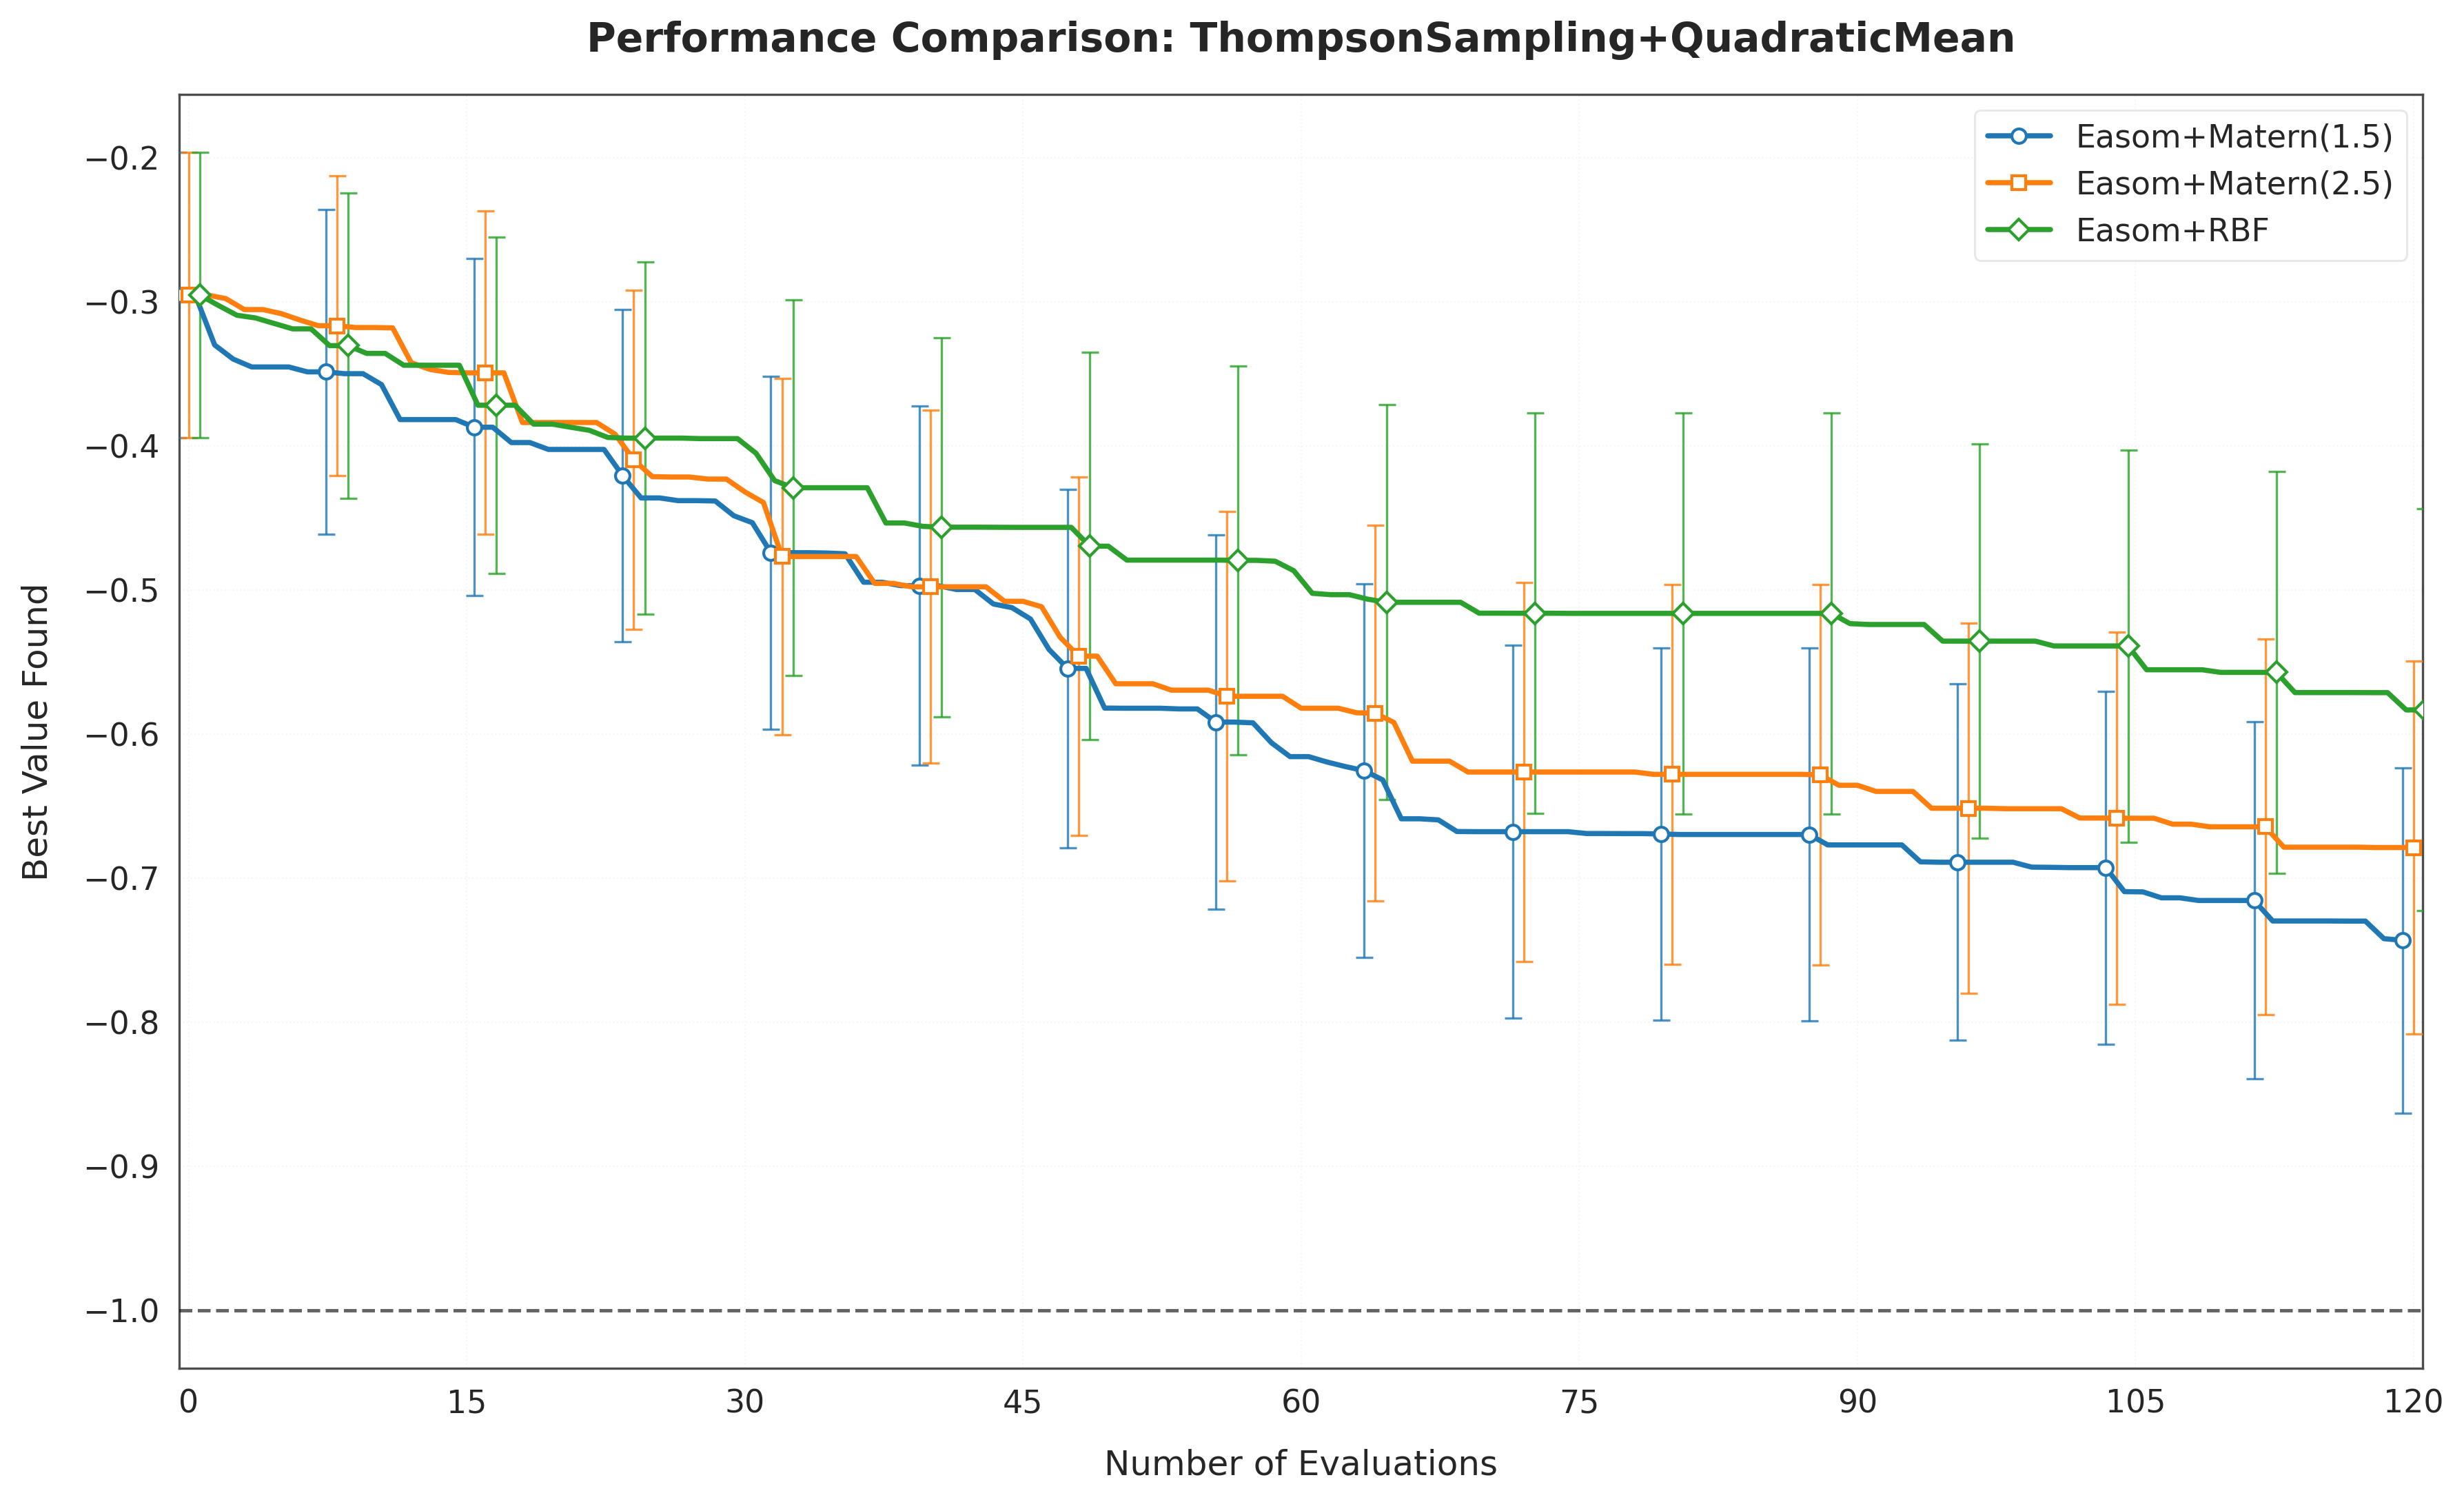 Performance Comparison: ThompsonSampling+QuadraticMean
Easom+Matern(1.5)
Easom+Matern(2.5)
Easom+RBF
Best Value Found
−0.2
−0.3
−0.4
−0.5
−0.6
−0.7
−0.8
−0.9
−1.0
0 15 30 45 60 75 90 105 120
Number of Evaluations